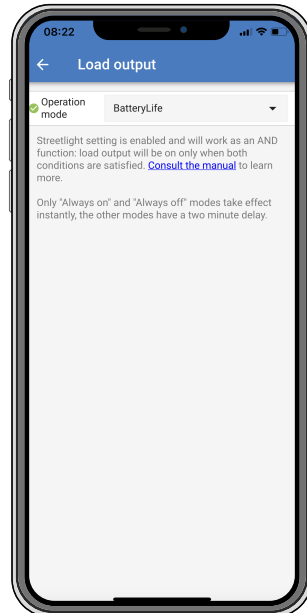 08:22
Load output
Operation
mode
BatteryLife
Streetlight setting is enabled and will work as an AND
function: load output will be on only when both
conditions are satisfied. Consult the manual to learn
more.
Only "Always on" and "Always off" modes take effect
instantly, the other modes have a two minute delay.